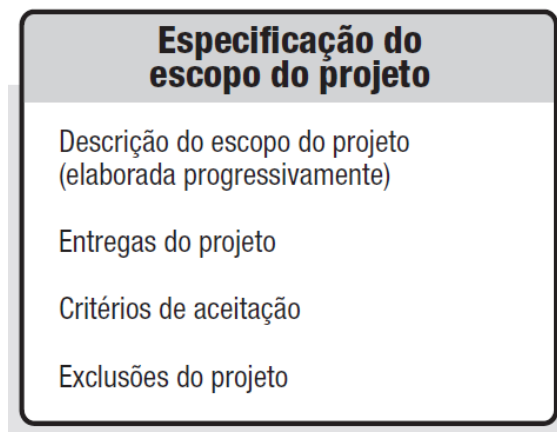 Especificação do
escopo do projeto
Descrição do escopo do projeto
(elaborada progressivamente)
Entregas do projeto
Critérios de aceitação
Exclusões do projeto